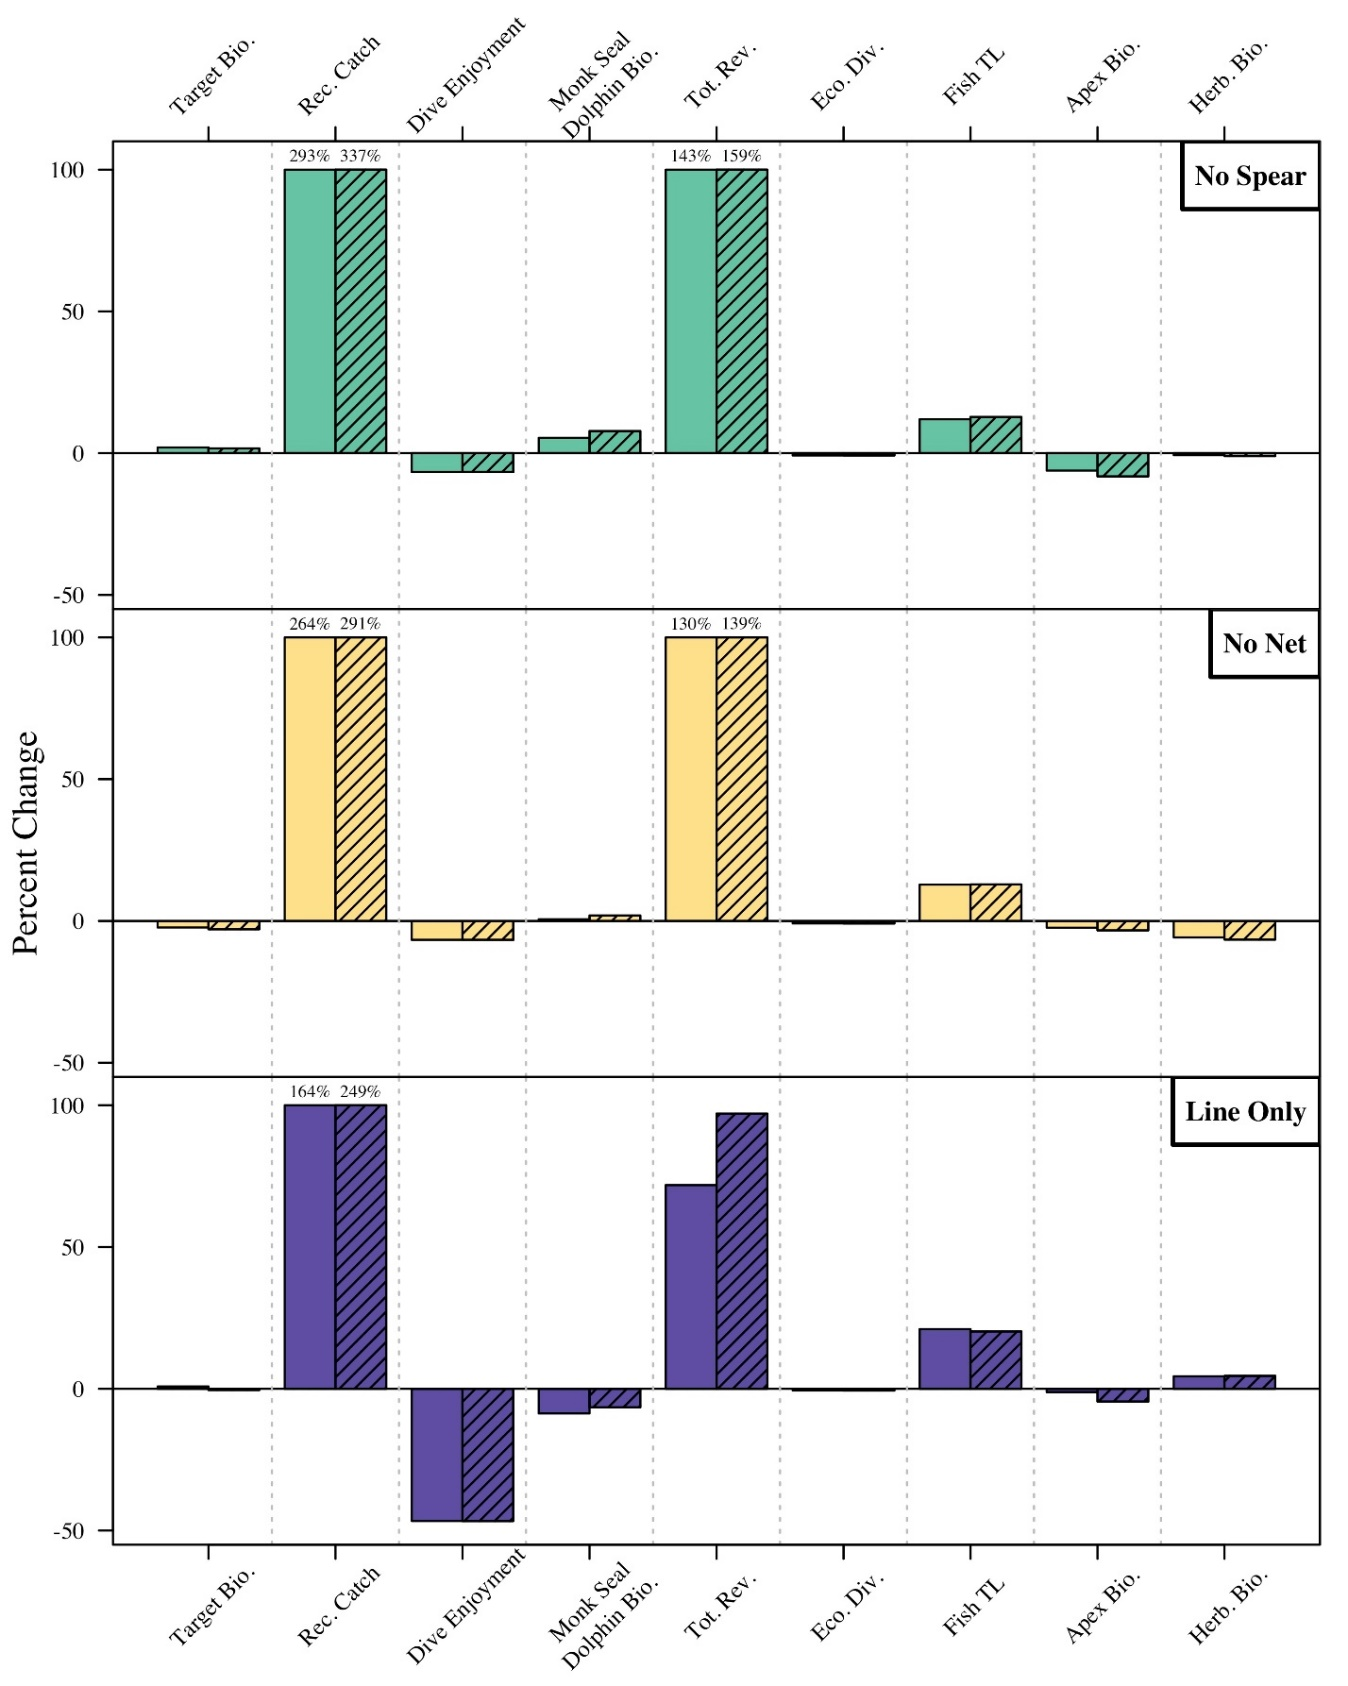 Target Bio.
Rec. Catch
Dive Enjoyment
Monk Seal
Dolphin Bio.
Tot. Rev.
Eco. Div.
Fish TL
Apex Bio.
Herb. Bio.
293% 337%
143% 159%
No Spear
100
50
0
-50
264% 291%
130% 139%
No Net
100
50
0
-50
Percent Change
164% 249%
Line Only
100
50
0
-50
Target Bio.
Rec. Catch
Dive Enjoyment
Monk Seal
Dolphin Bio.
Tot. Rev.
Eco. Div.
Fish TL
Apex Bio.
Herb. Bio.